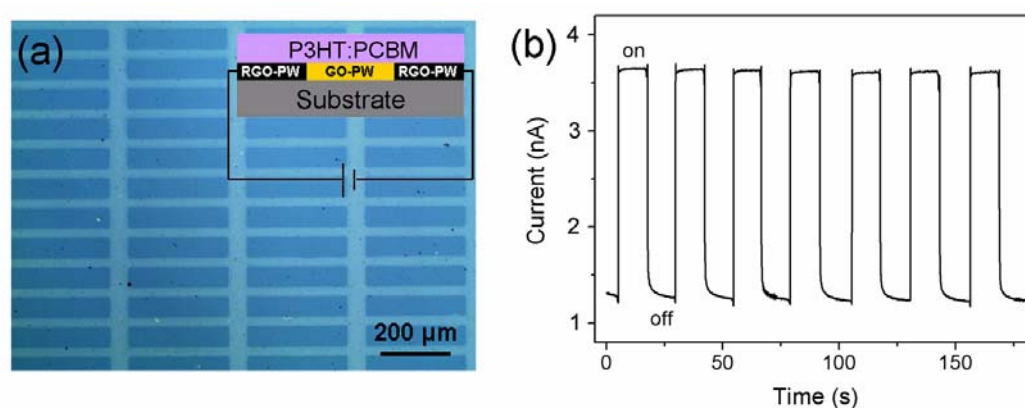 (a)
P3HT:PCBM
RGO-PW GO-PW RGO-PW
Substrate
200 μm
(b)
4
3
2
1
on
off
0 50 100 150
Current (nA)
Time (s)